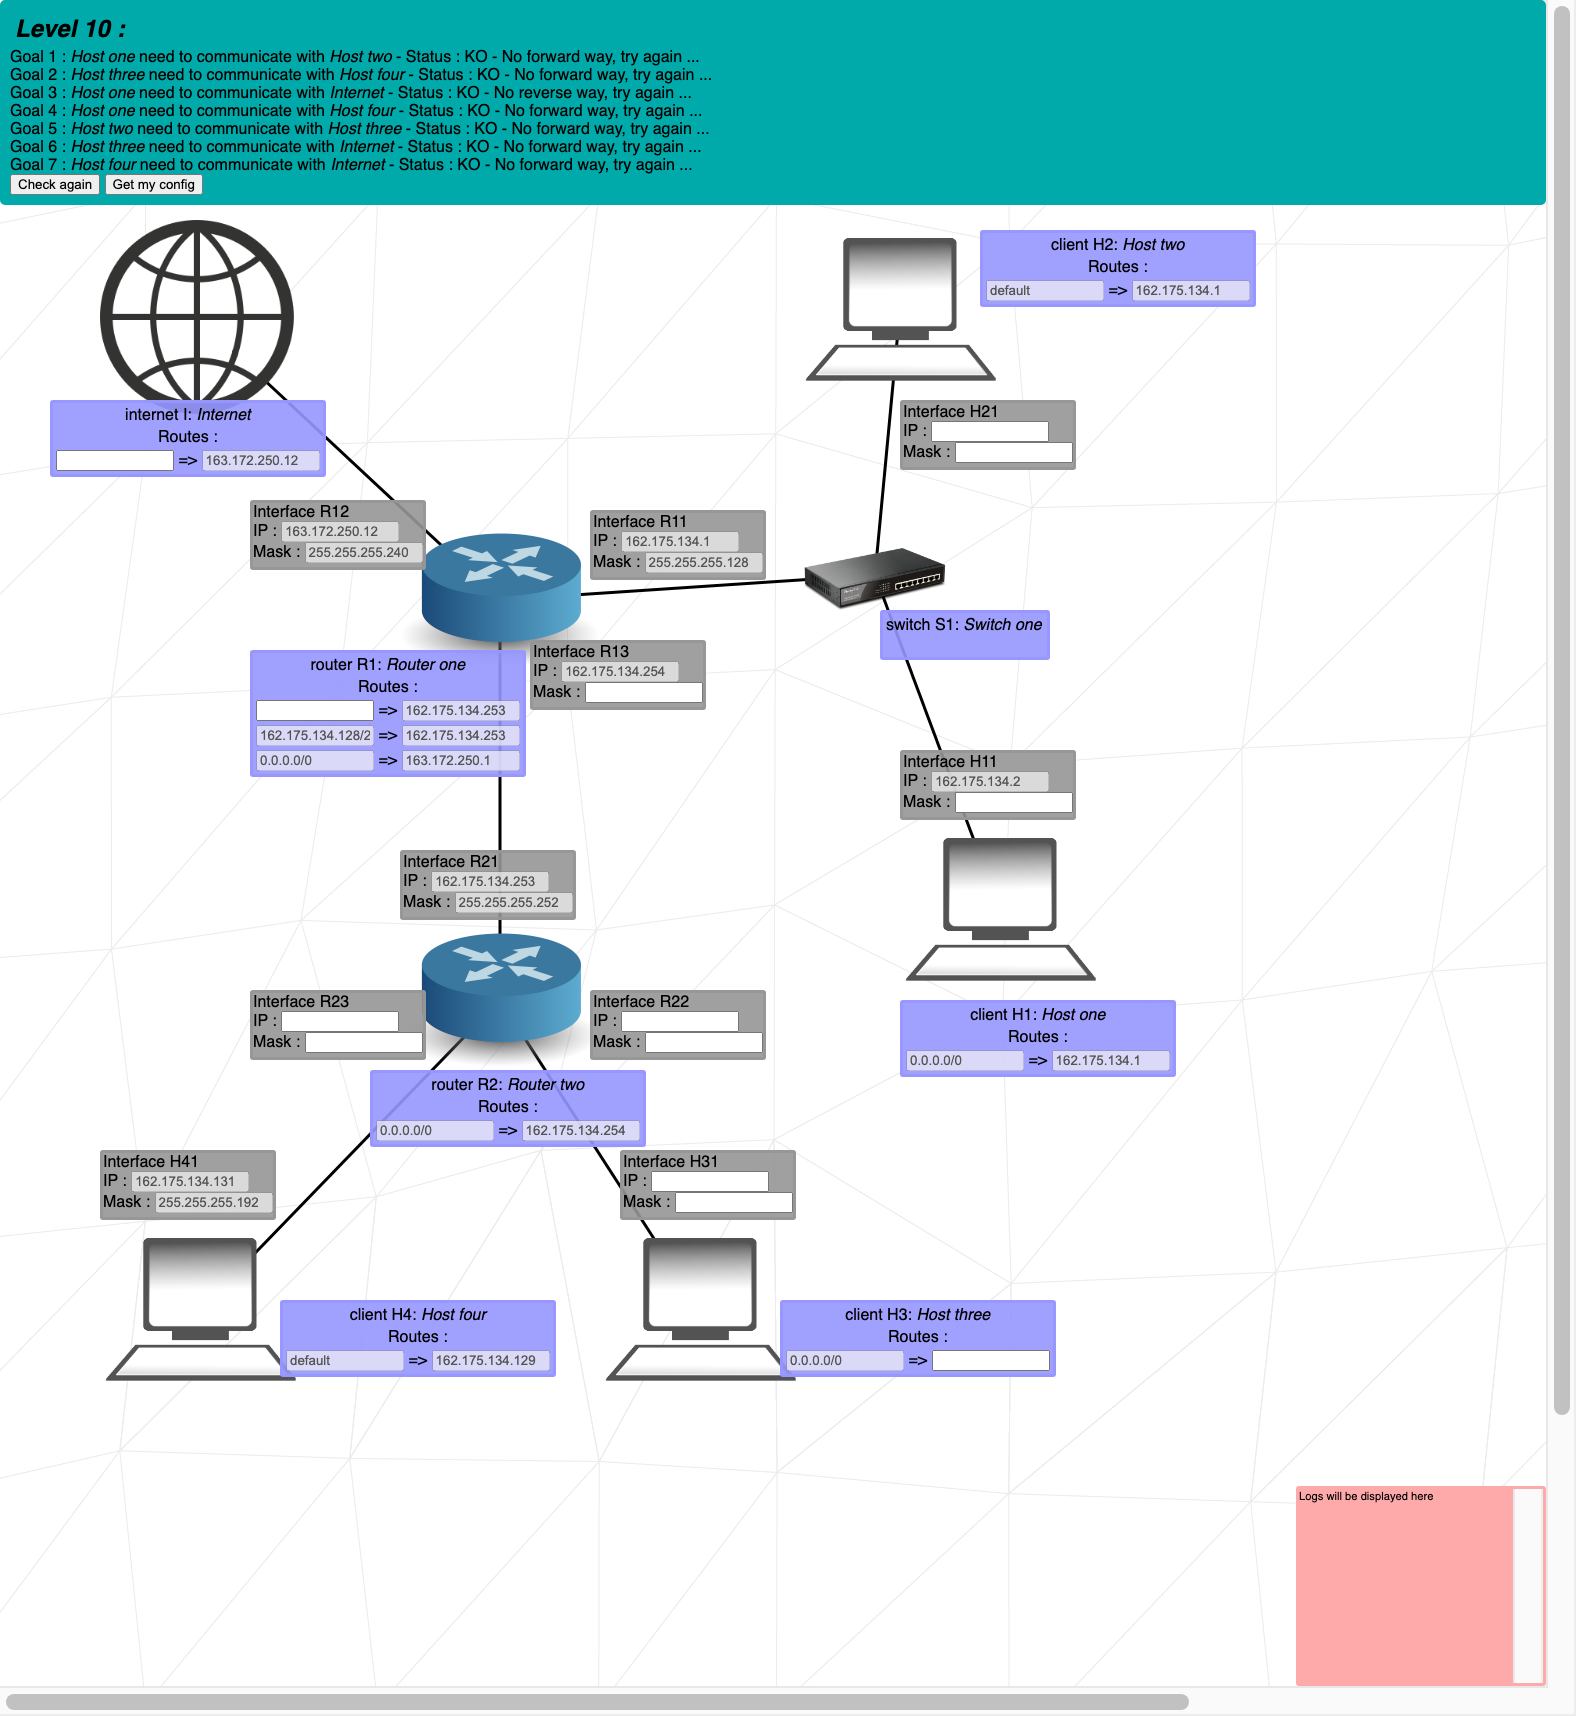 Level 10 :
Goal 1 : Host one need to communicate with Host two - Status : KO - No forward way, try again ...
Goal 2 : Host three need to communicate with Host four - Status : KO - No forward way, try again ...
Goal 3 : Host one need to communicate with Internet - Status : KO - No reverse way, try again ...
Goal 4 : Host one need to communicate with Host four - Status : KO - No forward way, try again ...
Goal 5 : Host two need to communicate with Host three - Status : KO - No forward way, try again ...
Goal 6 : Host three need to communicate with Internet - Status : KO - No forward way, try again ...
Goal 7 : Host four need to communicate with Internet - Status : KO - No forward way, try again ...
Check again Get my config
client H2: Host two
Routes :
default => 162.175.134.1
internet I: Internet
Routes :
=> 163.172.250.12
Interface H21
IP :
Mask :
Interface R12
IP : 163.172.250.12
Mask : 255.255.255.240
Interface R11
IP : 162.175.134.1
Mask : 255.255.255.128
switch S1: Switch one
Interface R13
IP : 162.175.134.254
Mask :
router R1: Router one
Routes :
=> 162.175.134.253
162.175.134.128/2 => 162.175.134.253
0.0.0.0/0 => 163.172.250.1
Interface H11
IP : 162.175.134.2
Mask :
Interface R21
IP : 162.175.134.253
Mask : 255.255.255.252
Interface R23
IP :
Mask :
Interface R22
IP :
Mask :
client H1: Host one
Routes :
0.0.0.0/0 => 162.175.134.1
router R2: Router two
Routes :
0.0.0.0/0 => 162.175.134.254
Interface H41
IP : 162.175.134.131
Mask : 255.255.255.192
Interface H31
IP :
Mask :
client H4: Host four
Routes :
default => 162.175.134.129
client H3: Host three
Routes :
0.0.0.0/0 =>
Logs will be displayed here